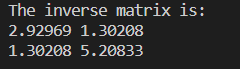 The inverse matrix is:
2.92969 1.30208
1.30208 5.20833